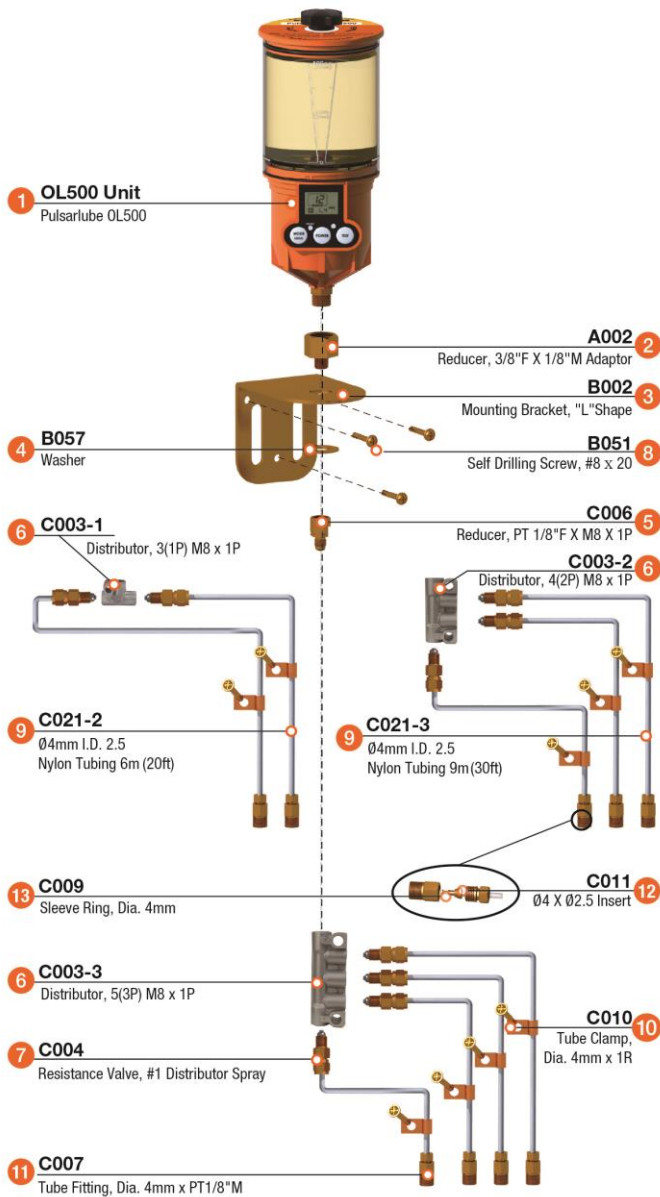 1 OL500 Unit
Pulsarlube OL500
MODE
POWER
A002 2
Reducer, 3/8"F X 1/8"M Adaptor
B002 3
Mounting Bracket, "L"Shape
4 B057
Washer
B051 8
Self Drilling Screw, #8 x 20
C006 5
Reducer, PT 1/8"F X M8 X 1P
6 C003-1
Distributor, 3(1P) M8 x 1P
C003-2 6
Distributor, 4(2P) M8 x 1P
9 C021-2
Ø4mm I.D. 2.5
Nylon Tubing 6m(20ft)
9 C021-3
Ø4mm I.D. 2.5
Nylon Tubing 9m(30ft)
13 C009
Sleeve Ring, Dia. 4mm
C011 12
Ø4 X Ø2.5 Insert
6 C003-3
Distributor, 5(3P) M8 x 1P
C010 10
Tube Clamp,
Dia. 4mm x 1R
7 C004
Resistance Valve, #1 Distributor Spray
11 C007
Tube Fitting, Dia. 4mm x PT1/8"M